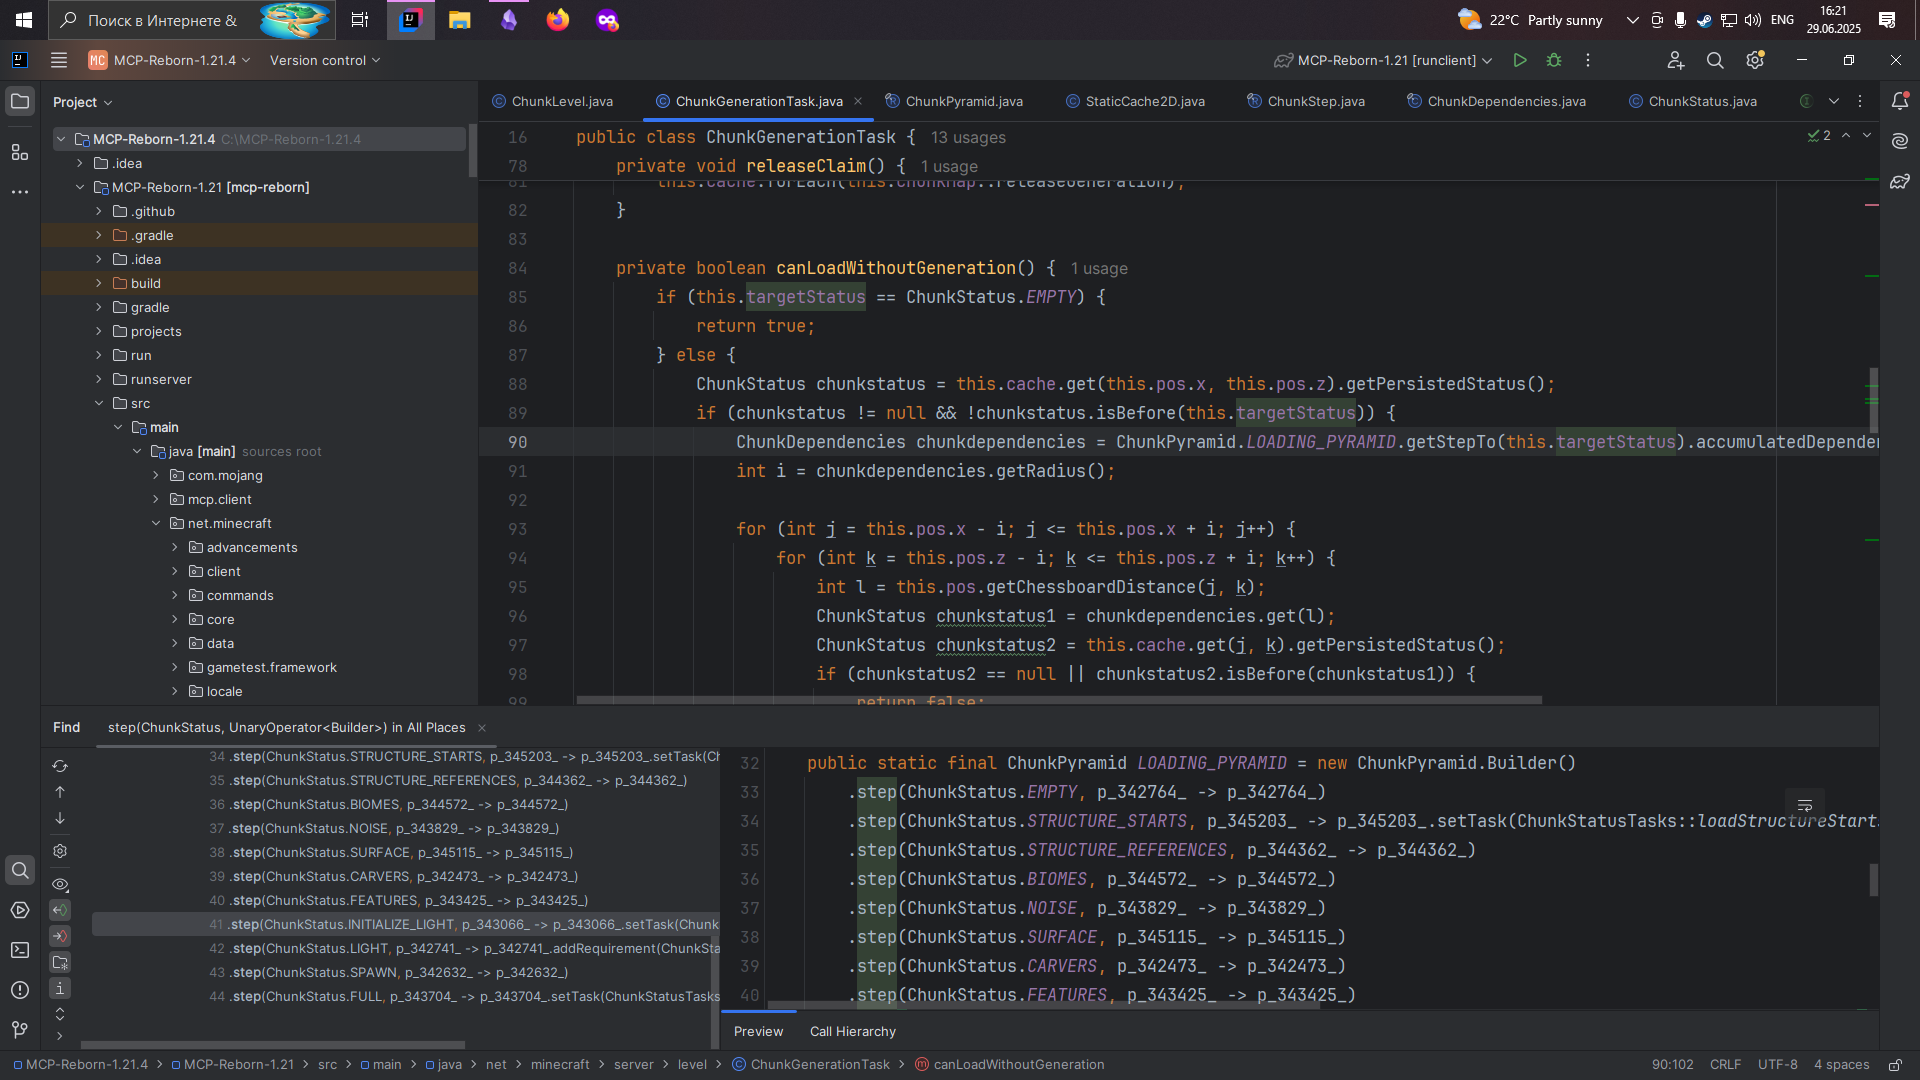 Поиск в Интернете &
22°C Partly sunny
ENG
16:21
29.06.2025
MC MCP-Reborn-1.21.4
Version control
MCP-Reborn-1.21 [runclient]
Project
ChunkLevel.java
ChunkGenerationTask.java
ChunkPyramid.java
StaticCache2D.java
ChunkStep.java
ChunkDependencies.java
ChunkStatus.java
MCP-Reborn-1.21.4 C:\MCP-Reborn-1.21.4
.idea
MCP-Reborn-1.21 [mcp-reborn]
.github
.gradle
.idea
build
gradle
projects
run
runserver
src
main
java [main] sources root
com.mojang
mcp.client
net.minecraft
advancements
client
commands
core
data
gametest.framework
locale
2
16 public class ChunkGenerationTask { 13 usages
78 private void releaseClaim() { 1 usage
81 this.cache.forEach(this.chunkMap::releaseGeneration);
82 }
83
84 private boolean canLoadWithoutGeneration() { 1 usage
85 if (this.targetStatus == ChunkStatus.EMPTY) {
86 return true;
87 } else {
88 ChunkStatus chunkstatus = this.cache.get(this.pos.x, this.pos.z).getPersistedStatus();
89 if (chunkstatus != null && !chunkstatus.isBefore(this.targetStatus)) {
90 ChunkDependencies chunkdependencies = ChunkPyramid.LOADING_PYRAMID.getStepTo(this.targetStatus).accumulatedDepende
91 int i = chunkdependencies.getRadius();
92
93 for (int j = this.pos.x - i; j <= this.pos.x + i; j++) {
94 for (int k = this.pos.z - i; k <= this.pos.z + i; k++) {
95 int l = this.pos.getChessboardDistance(j, k);
96 ChunkStatus chunkstatus1 = chunkdependencies.get(l);
97 ChunkStatus chunkstatus2 = this.cache.get(j, k).getPersistedStatus();
98 if (chunkstatus2 == null || chunkstatus2.isBefore(chunkstatus1)) {
99 return false;
Find
step(ChunkStatus, UnaryOperator<Builder>) in All Places
34 .step(ChunkStatus.STRUCTURE_STARTS, p_345203_ -> p_345203_.setTask(Ch
35 .step(ChunkStatus.STRUCTURE_REFERENCES, p_344362_ -> p_344362_)
36 .step(ChunkStatus.BIOMES, p_344572_ -> p_344572_)
37 .step(ChunkStatus.NOISE, p_343829_ -> p_343829_)
38 .step(ChunkStatus.SURFACE, p_345115_ -> p_345115_)
39 .step(ChunkStatus.CARVERS, p_342473_ -> p_342473_)
40 .step(ChunkStatus.FEATURES, p_343425_ -> p_343425_)
41 .step(ChunkStatus.INITIALIZE_LIGHT, p_343066_ -> p_343066_.setTask(Chunk
42 .step(ChunkStatus.LIGHT, p_342741_ -> p_342741_.addRequirement(ChunkSta
43 .step(ChunkStatus.SPAWN, p_342632_ -> p_342632_)
44 .step(ChunkStatus.FULL, p_343704_ -> p_343704_.setTask(ChunkStatusTasks
32 public static final ChunkPyramid LOADING_PYRAMID = new ChunkPyramid.Builder()
33 .step(ChunkStatus.EMPTY, p_342764_ -> p_342764_)
34 .step(ChunkStatus.STRUCTURE_STARTS, p_345203_ -> p_345203_.setTask(ChunkStatusTasks::loadStructureStart
35 .step(ChunkStatus.STRUCTURE_REFERENCES, p_344362_ -> p_344362_)
36 .step(ChunkStatus.BIOMES, p_344572_ -> p_344572_)
37 .step(ChunkStatus.NOISE, p_343829_ -> p_343829_)
38 .step(ChunkStatus.SURFACE, p_345115_ -> p_345115_)
39 .step(ChunkStatus.CARVERS, p_342473_ -> p_342473_)
40 .step(ChunkStatus.FEATURES, p_343425_ -> p_343425_)
Preview
Call Hierarchy
MCP-Reborn-1.21.4 > MCP-Reborn-1.21 > src > main > java > net > minecraft > server > level > ChunkGenerationTask > canLoadWithoutGeneration
90:102
CRLF
UTF-8
4 spaces